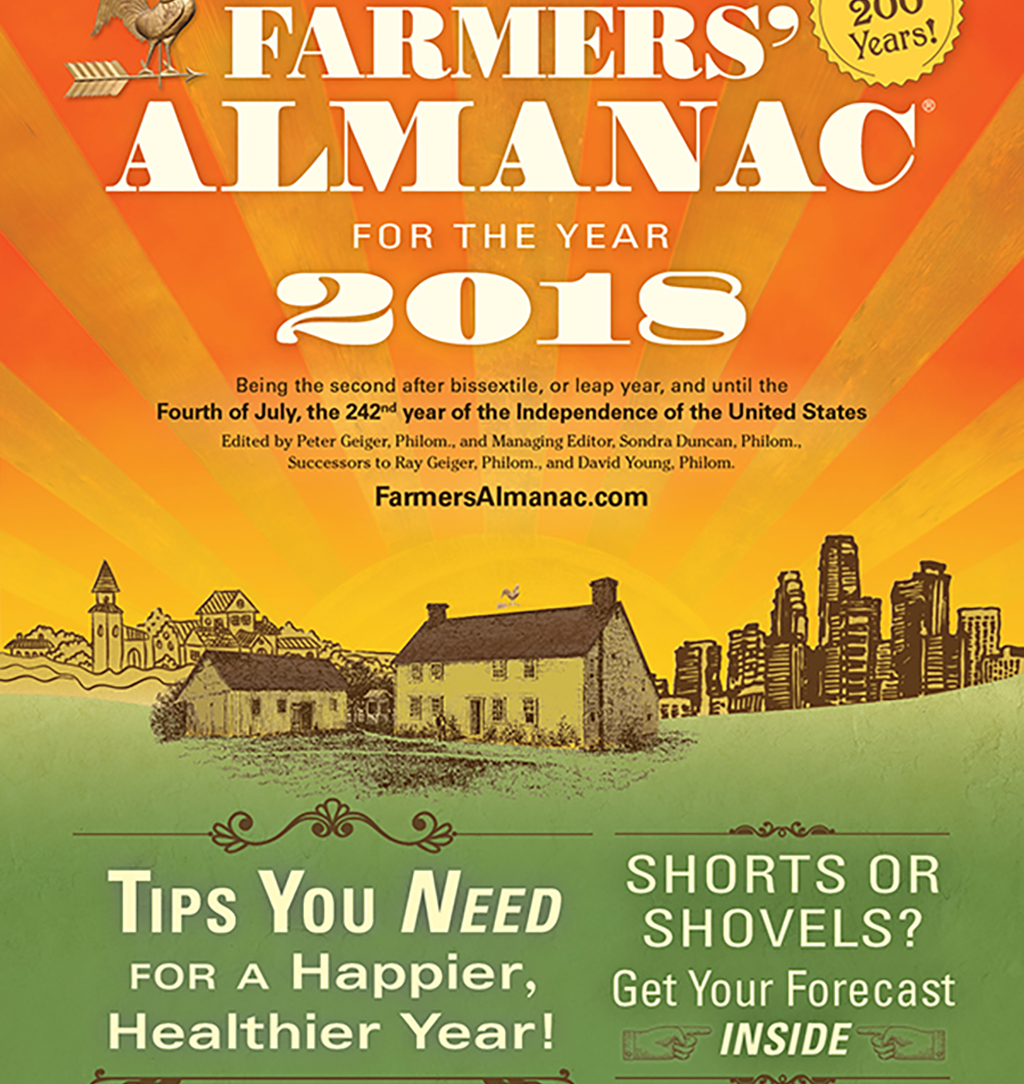 FARMERS'
200
Years!
ALMANAC®
FOR THE YEAR
2018
Being the second after bissextile, or leap year, and until the
Fourth of July, the 242nd year of the Independence of the United States
Edited by Peter Geiger, Philom., and Managing Editor, Sondra Duncan, Philom.,
Successors to Ray Geiger, Philom., and David Young, Philom.
FarmersAlmanac.com
TIPS YOU NEED
FOR A Happier,
Healthier Year!
SHORTS OR
SHOVELS?
Get Your Forecast
INSIDE